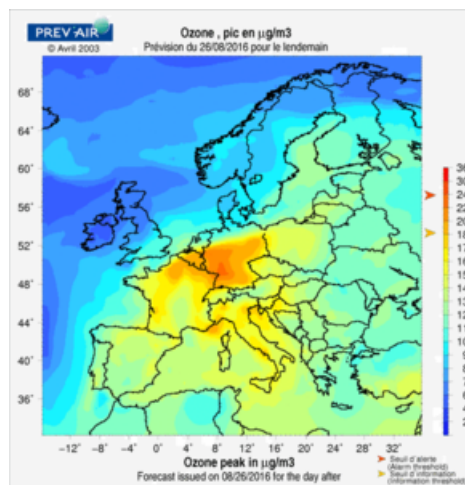 PREV'AIR
© Avril 2003
Ozone , pic en µg/m3
Prévision du 26/08/2016 pour le lendemain
68°
64°
60°
56°
52°
48°
44°
40°
36°
−12° −8° −4° 0° 4° 8° 12° 16° 20° 24° 28° 32°
Ozone peak in µg/m3
Forecast issued on 08/26/2016 for the day after
Seuil d'alerte
(Alarm threshold)
Seuil d'information
(Information threshold